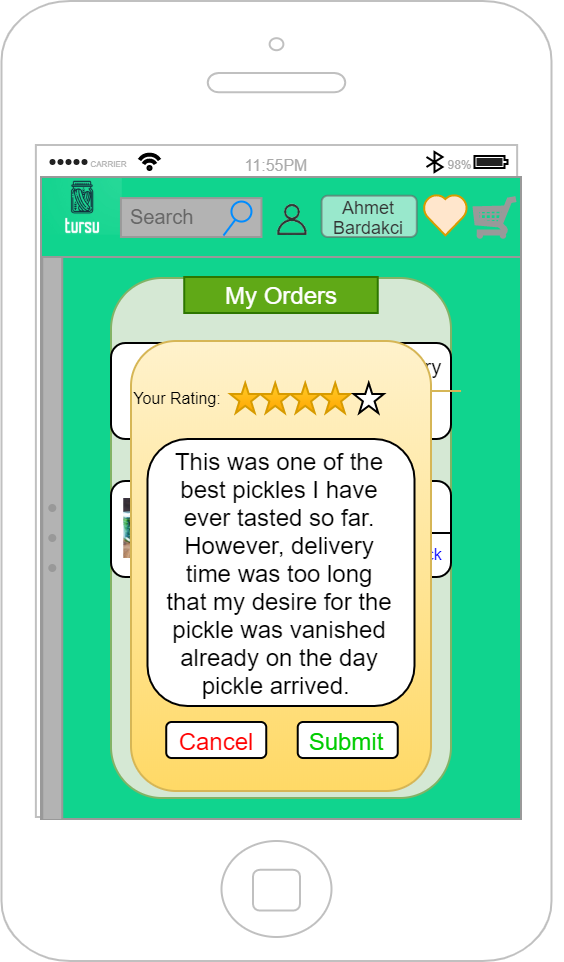 CARRIER
11:55PM
98%
tursu
Search
Ahmet
Bardakci
My Orders
ry
Your Rating:
This was one of the
best pickles I have
ever tasted so far.
However, delivery
time was too long
that my desire for the
pickle was vanished
already on the day
pickle arrived.
ck
Cancel
Submit